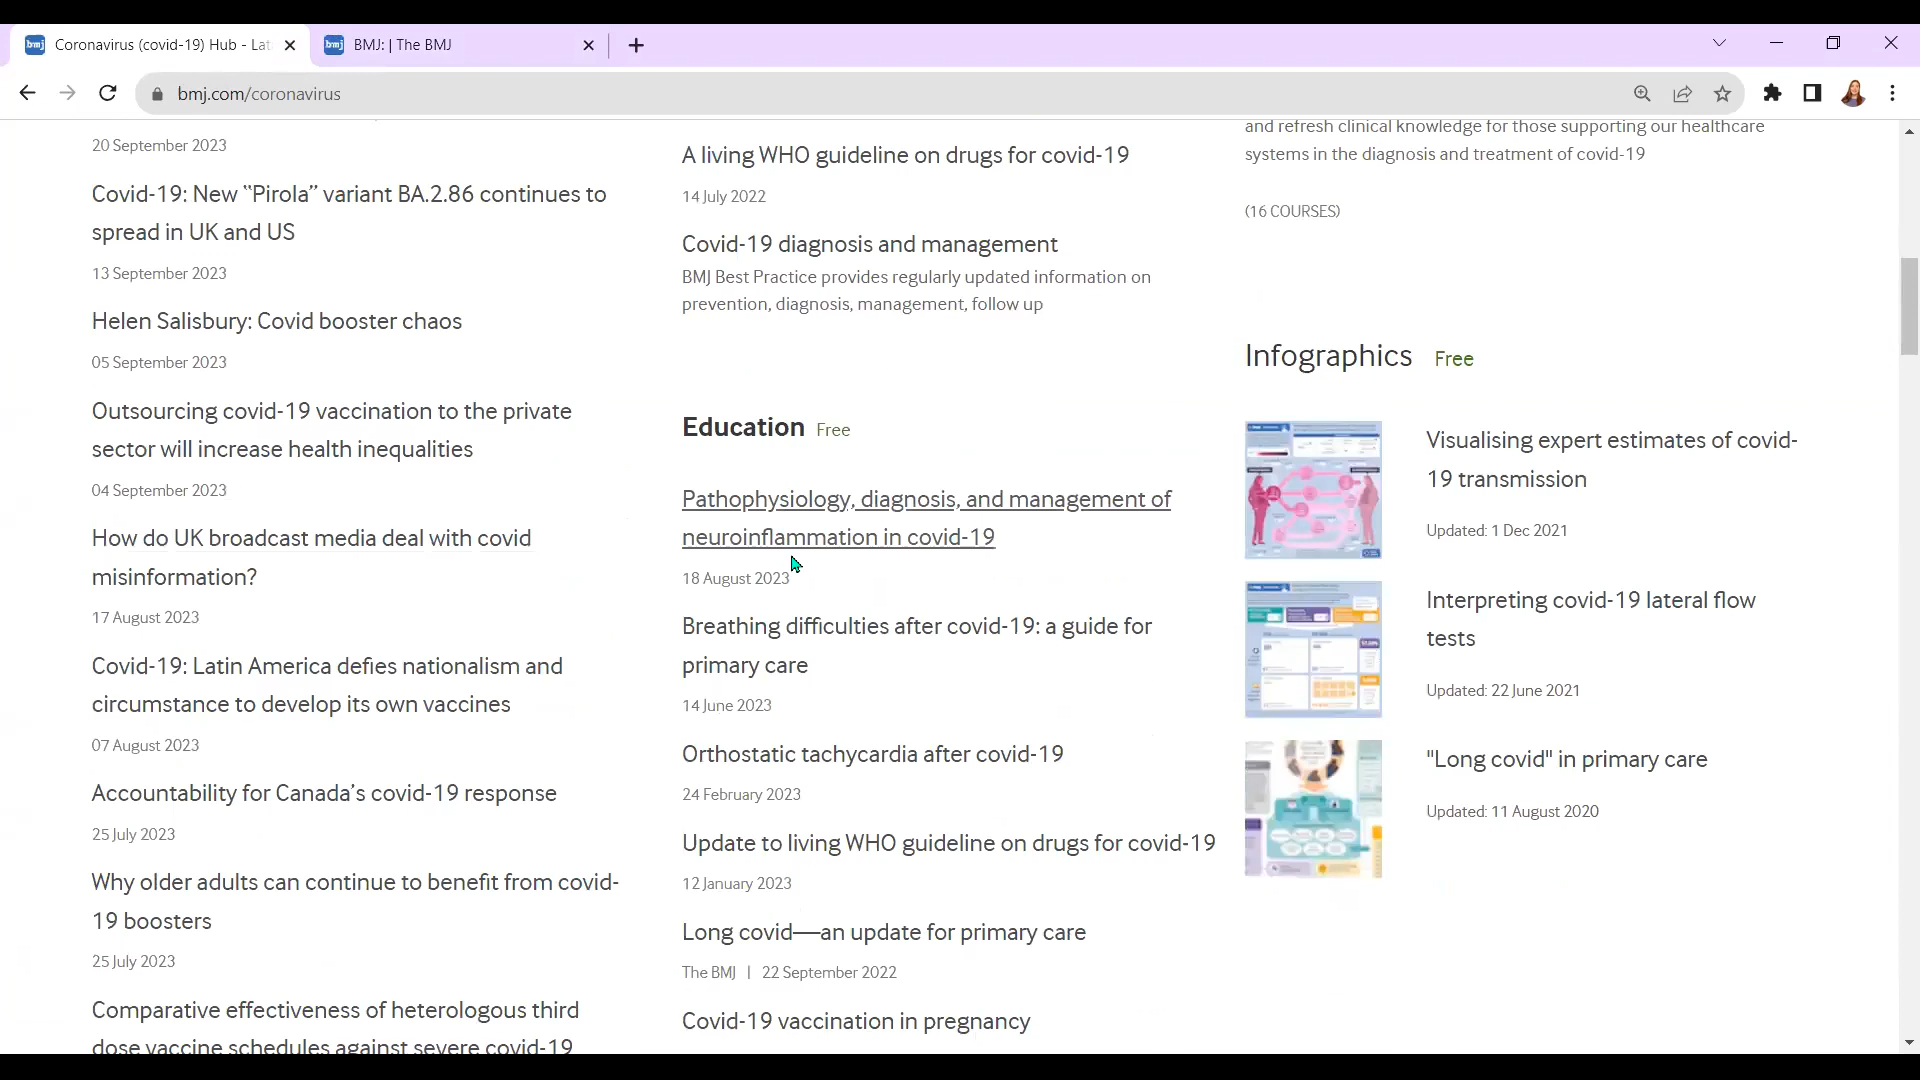 Coronavirus (covid-19) Hub - Lat
BMJ: | The BMJ
bmj.com/coronavirus
20 September 2023
Covid-19: New “Pirola” variant BA.2.86 continues to
spread in UK and US
13 September 2023
Helen Salisbury: Covid booster chaos
05 September 2023
Outsourcing covid-19 vaccination to the private
sector will increase health inequalities
04 September 2023
How do UK broadcast media deal with covid
misinformation?
17 August 2023
Covid-19: Latin America defies nationalism and
circumstance to develop its own vaccines
07 August 2023
Accountability for Canada’s covid-19 response
25 July 2023
Why older adults can continue to benefit from covid-
19 boosters
25 July 2023
Comparative effectiveness of heterologous third
dose vaccine schedules against severe covid-19
A living WHO guideline on drugs for covid-19
14 July 2022
Covid-19 diagnosis and management
BMJ Best Practice provides regularly updated information on
prevention, diagnosis, management, follow up
Education Free
Pathophysiology, diagnosis, and management of
neuroinflammation in covid-19
18 August 2023
Breathing difficulties after covid-19: a guide for
primary care
14 June 2023
Orthostatic tachycardia after covid-19
24 February 2023
Update to living WHO guideline on drugs for covid-19
12 January 2023
Long covid—an update for primary care
The BMJ | 22 September 2022
Covid-19 vaccination in pregnancy
and refresh clinical knowledge for those supporting our healthcare
systems in the diagnosis and treatment of covid-19
(16 COURSES)
Infographics Free
Visualising expert estimates of covid-
19 transmission
Updated: 1 Dec 2021
Interpreting covid-19 lateral flow
tests
Updated: 22 June 2021
"Long covid" in primary care
Updated: 11 August 2020